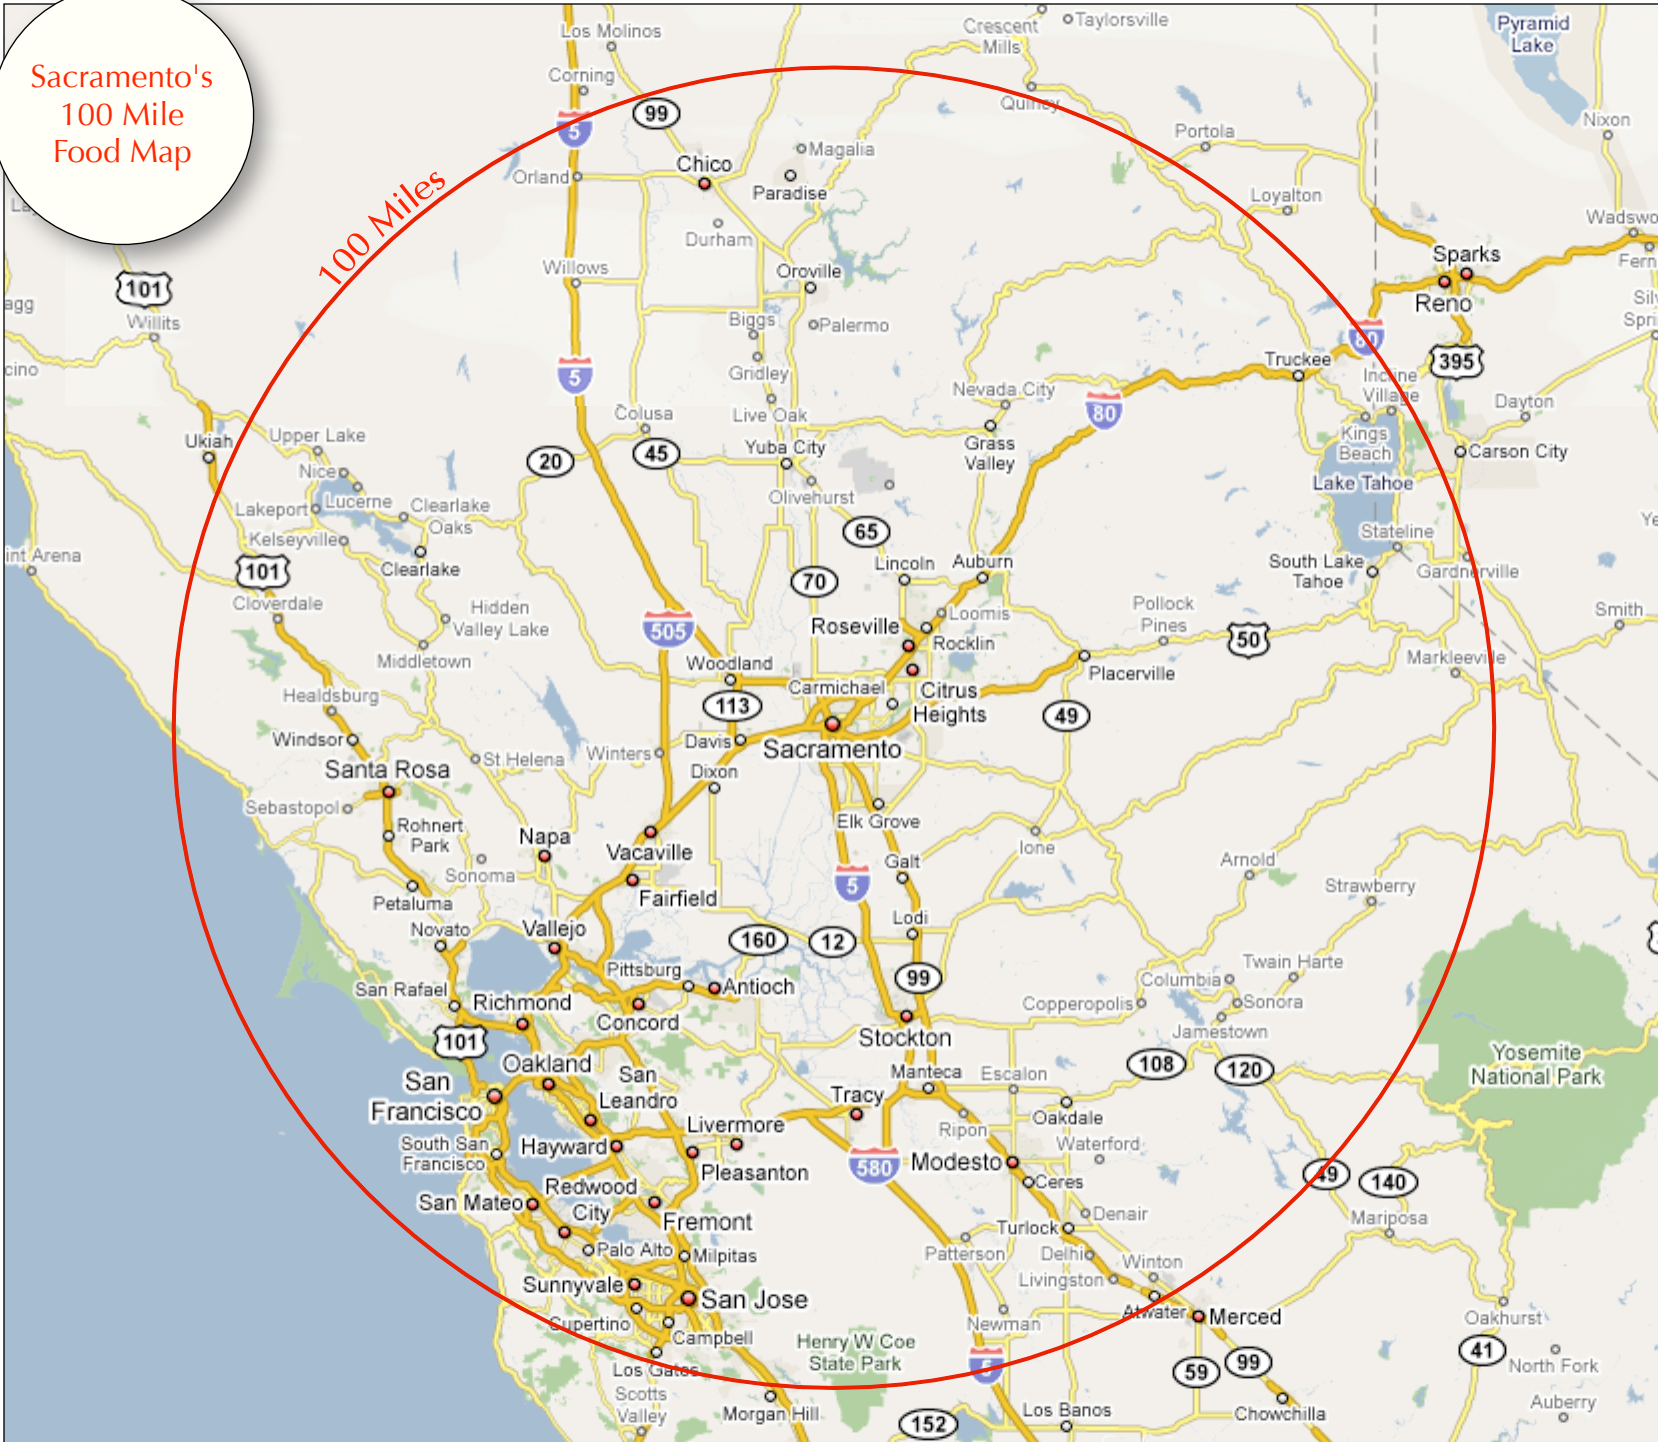 Sacramento's
100 Mile
Food Map
100 Miles
Los Molinos
Crescent
Mills
Taylorsville
Pyramid
Lake
Corning
5
99
Quincy
Nixon
Portola
Magalia
Chico
Orland
Paradise
Loyalton
Durham
Wadswo
101
Willows
Oroville
Sparks
Fern
Reno
agg
Willits
Biggs
Palermo
80
Silv
Spri
Truckee
395
cino
5
Gridley
Nevada City
Incline
Village
80
Dayton
Colusa
Live Oak
Ukiah
Upper Lake
20
45
Yuba City
Grass
Valley
Kings
Beach
Carson City
Nice
Lake Tahoe
Lakeport
Lucerne
Clearlake
Oaks
Olivehurst
Ye
Kelseyville
65
Stateline
int Arena
Clearlake
101
70
Lincoln
Auburn
South Lake
Tahoe
Gardnerville
Cloverdale
Hidden
Valley Lake
505
Loomis
Pollock
Pines
Smith
Roseville
Rocklin
50
Middletown
Woodland
Markleeville
Placerville
Healdsburg
Carmichael
Citrus
Heights
113
49
Windsor
Davis
Sacramento
St Helena
Winters
Santa Rosa
Dixon
Sebastopol
Elk Grove
Rohnert
Park
Napa
Vacaville
Ione
Galt
Arnold
Sonoma
5
Strawberry
Petaluma
Fairfield
Novato
Vallejo
Lodi
160
12
Pittsburg
99
Columbia
Twain Harte
San Rafael
Richmond
Antioch
Copperopolis
Sonora
Concord
Jamestown
101
Stockton
Oakland
108
120
Yosemite
National Park
San
Francisco
San
Leandro
Manteca
Escalon
Tracy
Oakdale
Livermore
Ripon
South San
Francisco
Hayward
Waterford
580
Modesto
Pleasanton
49
140
Ceres
San Mateo
Redwood
City
Fremont
Denair
Turlock
Mariposa
Palo Alto
Milpitas
Patterson
Delhi
Winton
Sunnyvale
Livingston
San Jose
Atwater
Merced
Cupertino
Campbell
Newman
Oakhurst
Henry W Coe
State Park
Los Gatos
5
59
99
41
North Fork
Scotts
Valley
Morgan Hill
152
Los Banos
Chowchilla
Auberry